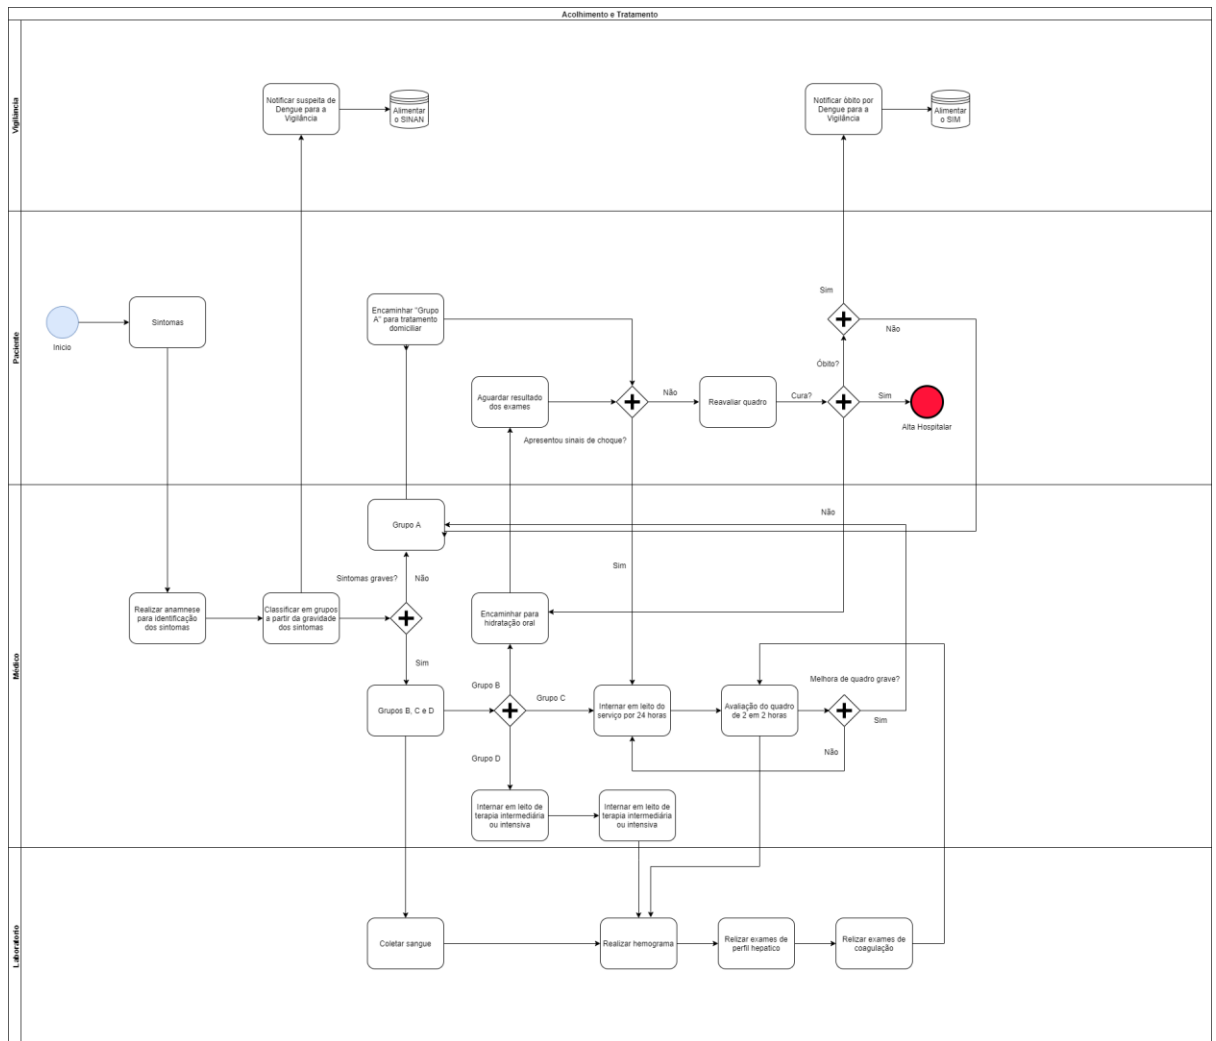 Acolhimento e Tratamento
Vigilância
Notificar suspeita de
Dengue para a
Vigilância
Alimentar
o SINAN
Notificar óbito por
Dengue para a
Vigilância
Alimentar
o SIM
Paciente
Inicio
Sintomas
Encaminhar "Grupo
A" para tratamento
domiciliar
Aguardar resultado
dos exames
Apresentou sinais de choque?
Não
Reavaliar quadro
Cura?
Óbito?
Sim
Não
Sim
Alta Hospitalar
Médico
Grupo A
Não
Sintomas graves?
Não
Sim
Realizar anamnese
para identificação
dos sintomas
Classificar em grupos
a partir da gravidade
dos sintomas
Encaminhar para
hidratação oral
Sim
Grupos B, C e D
Grupo B
Grupo C
Grupo D
Internar em leito do
serviço por 24 horas
Avaliação do quadro
de 2 em 2 horas
Melhora de quadro grave?
Sim
Não
Internar em leito de
terapia intermediária
ou intensiva
Internar em leito de
terapia intermediária
ou intensiva
Laboratorio
Coletar sangue
Realizar hemograma
Relizar exames de
perfil hepatico
Relizar exames de
coagulação